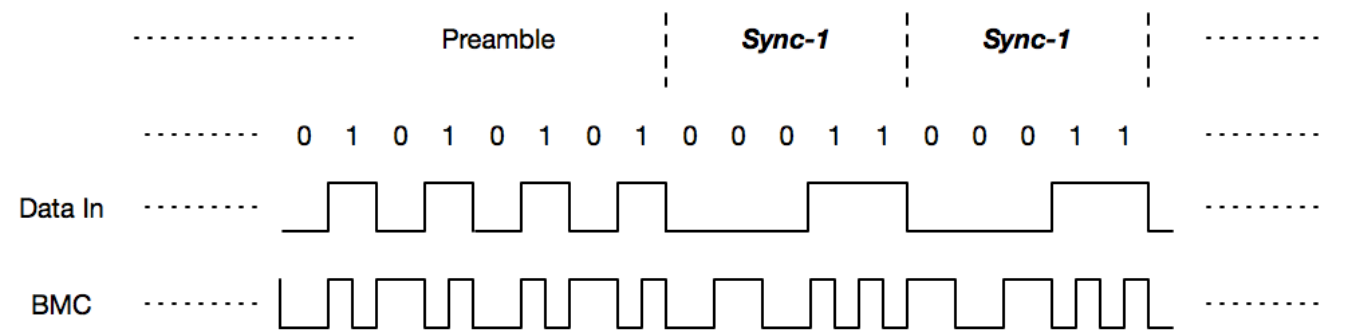 Preamble Sync-1 Sync-1
0 1 0 1 0 1 0 1 0 0 0 1 1 0 0 0 1 1
Data In
BMC